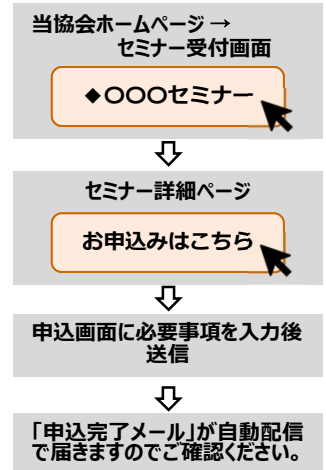 当協会ホームページ →
セミナー受付画面
◆〇〇〇セミナー
セミナー詳細ページ
お申込みはこちら
申込画面に必要事項を入力後
送信
「申込完了メール」が自動配信
で届きますのでご確認ください。